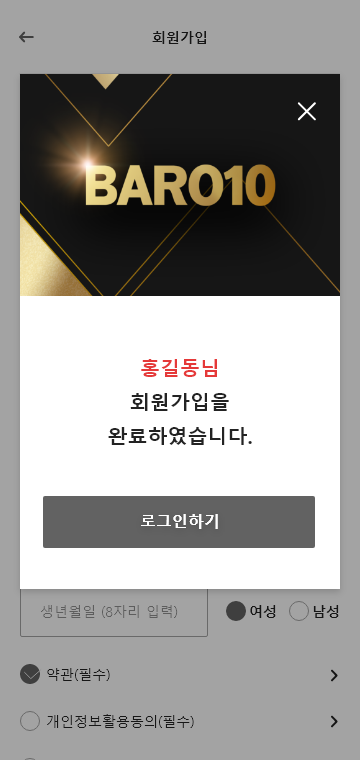 회원가입
BARO10
홍길동님
회원가입을
완료하였습니다.
로그인하기
생년월일 (8자리 입력)
여성
남성
약관(필수)
개인정보활용동의(필수)